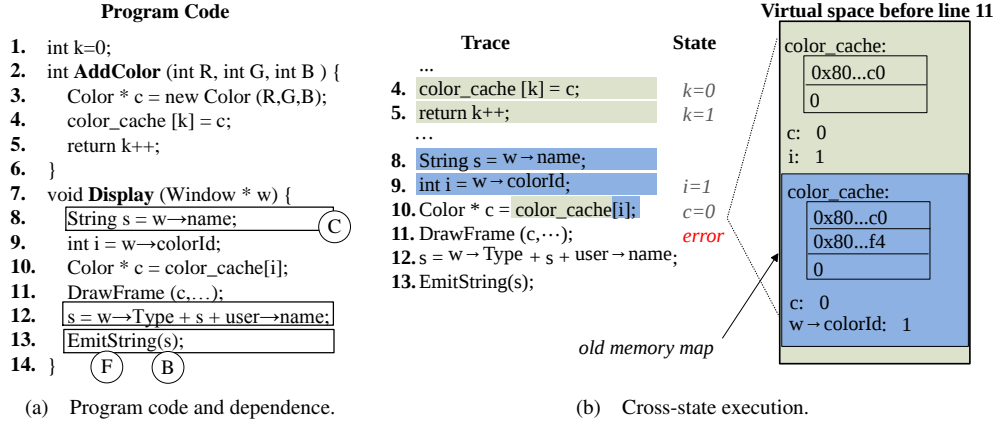 Program Code
1. int k=0;
2. int AddColor (int R, int G, int B ) {
3. Color * c = new Color (R,G,B);
4. color_cache [k] = c;
5. return k++;
6. }
7. void Display (Window * w) {
8. String s = w→name;
C
9. int i = w→colorId;
10. Color * c = color_cache[i];
11. DrawFrame (c,…);
12. s = w→Type + s + user→name;
13. EmitString(s);
14. }
F
B
(a) Program code and dependence.
Trace State
...
4. color_cache [k] = c; k=0
5. return k++; k=1
…
8. String s = w→name;
9. int i = w→colorId; i=1
10. Color * c = color_cache[i]; c=0
11. DrawFrame (c,⋯); error
12. s = w→Type + s + user→name;
13. EmitString(s);
old memory map
Virtual space before line 11
color_cache:
0x80...c0
0
c: 0
i: 1
color_cache:
0x80...c0
0x80...f4
0
c: 0
w→colorId: 1
(b) Cross-state execution.